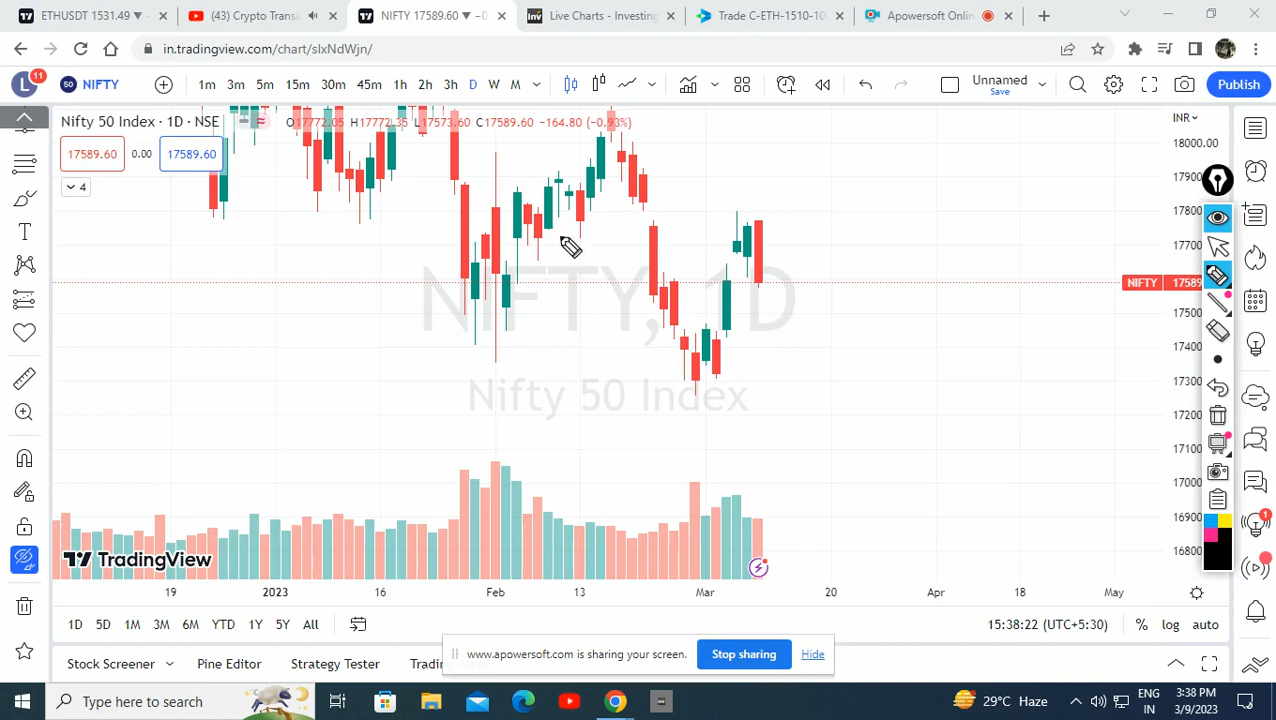 ETHUSDT 1531.49 ▼ −
(43) Crypto Transa
NIFTY 17589.60 ▼ −0
Live Charts - Investing
Trade C-ETH-1510-10
Apowersoft Onlin
in.tradingview.com/chart/sIxNdWjn/
L 11
50 NIFTY
1m 3m 5m 15m 30m 45m 1h 2h 3h D W M
Unnamed
Save
Publish
Nifty 50 Index · 1D · NSE O17772.05 H17772.35 L17573.60 C17589.60 −164.80 (−0.93%)
INR
17589.60 0.00 17589.60
4
18000.00
17900
17800
17700
NIFTY 17589
17500
17400
17300
17200
17100
17000
16900
16800
NIFTY, 1D
Nifty 50 Index
TradingView
19 2023 16 Feb 13 Mar 20 Apr 18 May
1D 5D 1M 3M 6M YTD 1Y 5Y All
15:38:22 (UTC+5:30) % log auto
www.apowersoft.com is sharing your screen. Stop sharing Hide
Stock Screener Pine Editor Strategy Tester Trading
Type here to search
29°C Haze
ENG
IN
3:38 PM
3/9/2023